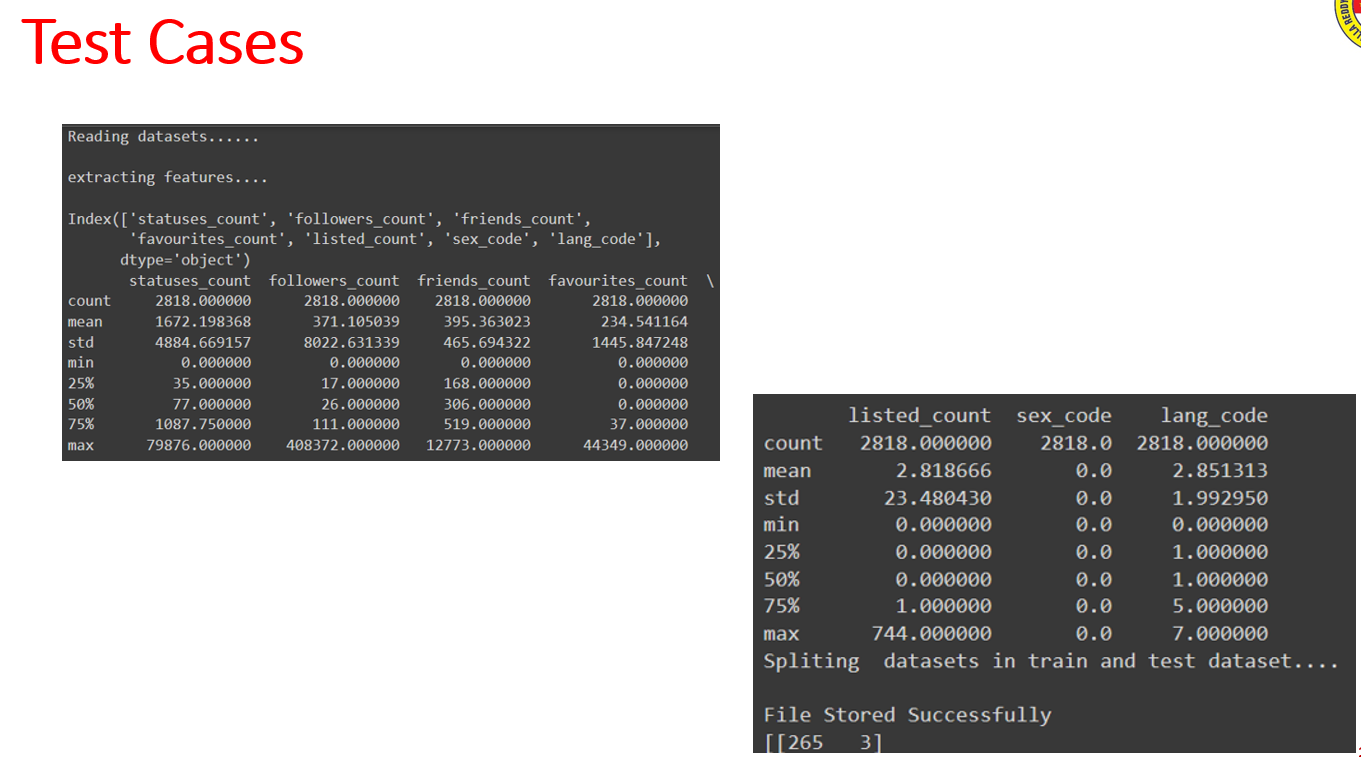 Test Cases
Reading datasets......
extracting features....
Index(['statuses_count', 'followers_count', 'friends_count',
'favourites_count', 'listed_count', 'sex_code', 'lang_code'],
dtype='object')
statuses_count followers_count friends_count favourites_count \
count 2818.000000 2818.000000 2818.000000 2818.000000
mean 1672.198368 371.105039 395.363023 234.541164
std 4884.669157 8022.631339 465.694322 1445.847248
min 0.000000 0.000000 0.000000 0.000000
25% 35.000000 17.000000 168.000000 0.000000
50% 77.000000 26.000000 306.000000 0.000000
75% 1087.750000 111.000000 519.000000 37.000000
max 79876.000000 408372.000000 12773.000000 44349.000000
listed_count sex_code lang_code
count 2818.000000 2818.0 2818.000000
mean 2.818666 0.0 2.851313
std 23.480430 0.0 1.992950
min 0.000000 0.0 0.000000
25% 0.000000 0.0 1.000000
50% 0.000000 0.0 1.000000
75% 1.000000 0.0 5.000000
max 744.000000 0.0 7.000000
Spliting datasets in train and test dataset....
File Stored Successfully
[[265 3]